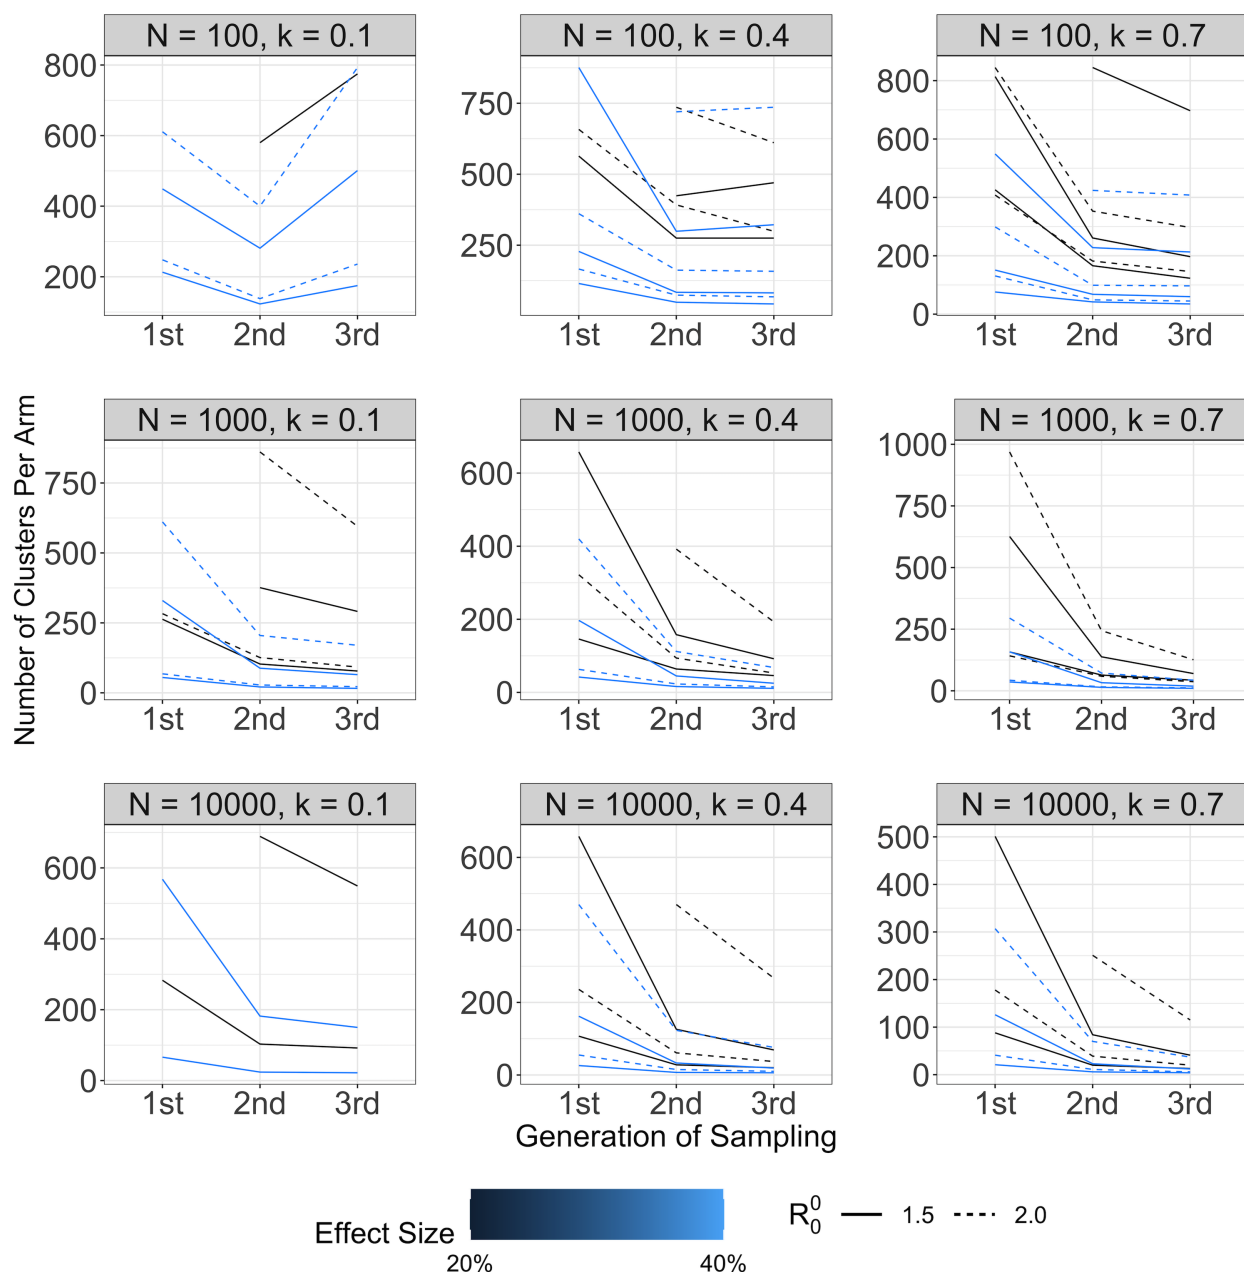 N = 100, k = 0.1
N = 100, k = 0.4
N = 100, k = 0.7
800
600
400
200
1st 2nd 3rd
750
500
250
1st 2nd 3rd
800
600
400
200
0
1st 2nd 3rd
Number of Clusters Per Arm
N = 1000, k = 0.1
N = 1000, k = 0.4
N = 1000, k = 0.7
750
500
250
0
1st 2nd 3rd
600
400
200
0
1st 2nd 3rd
1000
750
500
250
0
1st 2nd 3rd
N = 10000, k = 0.1
N = 10000, k = 0.4
N = 10000, k = 0.7
600
400
200
0
1st 2nd 3rd
600
400
200
0
1st 2nd 3rd
500
400
300
200
100
0
1st 2nd 3rd
Generation of Sampling
Effect Size
20% 40%
R₀⁰ 1.5 2.0